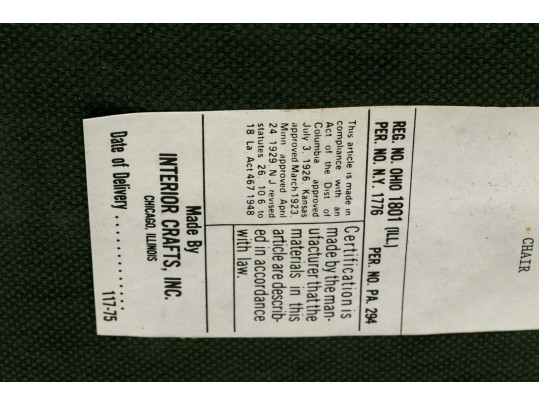 CHAIR
REG. NO. OHIO 1801 (ILL)
PER. NO. N.Y. 1776 PER. NO. PA. 294
This article is made in
compliance with an
Act of the Dist of
Columbia approved
July 3, 1926 Kansas
approved March 1923
Minn approved April
24 1929 N J revised
statutes 26, 10 6 to
18 La. Act 467 1948
Certification is
made by the man-
ufacturer that the
materials in this
article are describ-
ed in accordance
with law.
Made By
INTERIOR CRAFTS, INC.
CHICAGO, ILLINOIS
Date of Delivery ..............
117-75